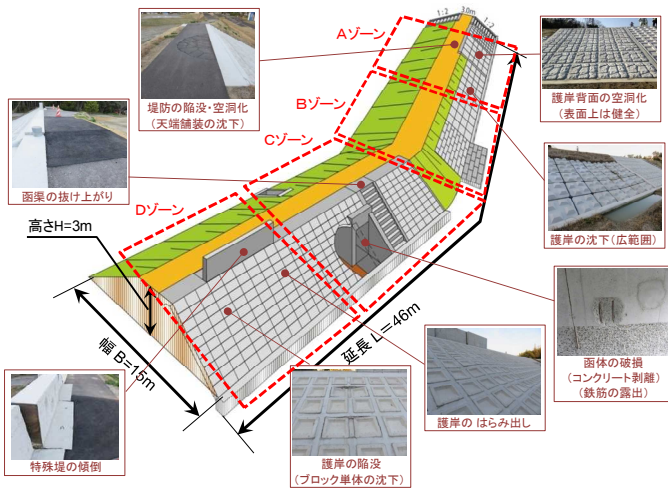 1:2
3.0m
1:2
Aゾーン
Bゾーン
Cゾーン
Dゾーン
堤防の陥没・空洞化
(天端舗装の沈下)
護岸背面の空洞化
(表面上は健全)
函渠の抜け上がり
護岸の沈下(広範囲)
高さH=3m
幅 B=15m
延長 L=46m
函体の破損
(コンクリート剥離)
(鉄筋の露出)
護岸の はらみ出し
特殊堤の傾倒
護岸の陥没
(ブロック単体の沈下)